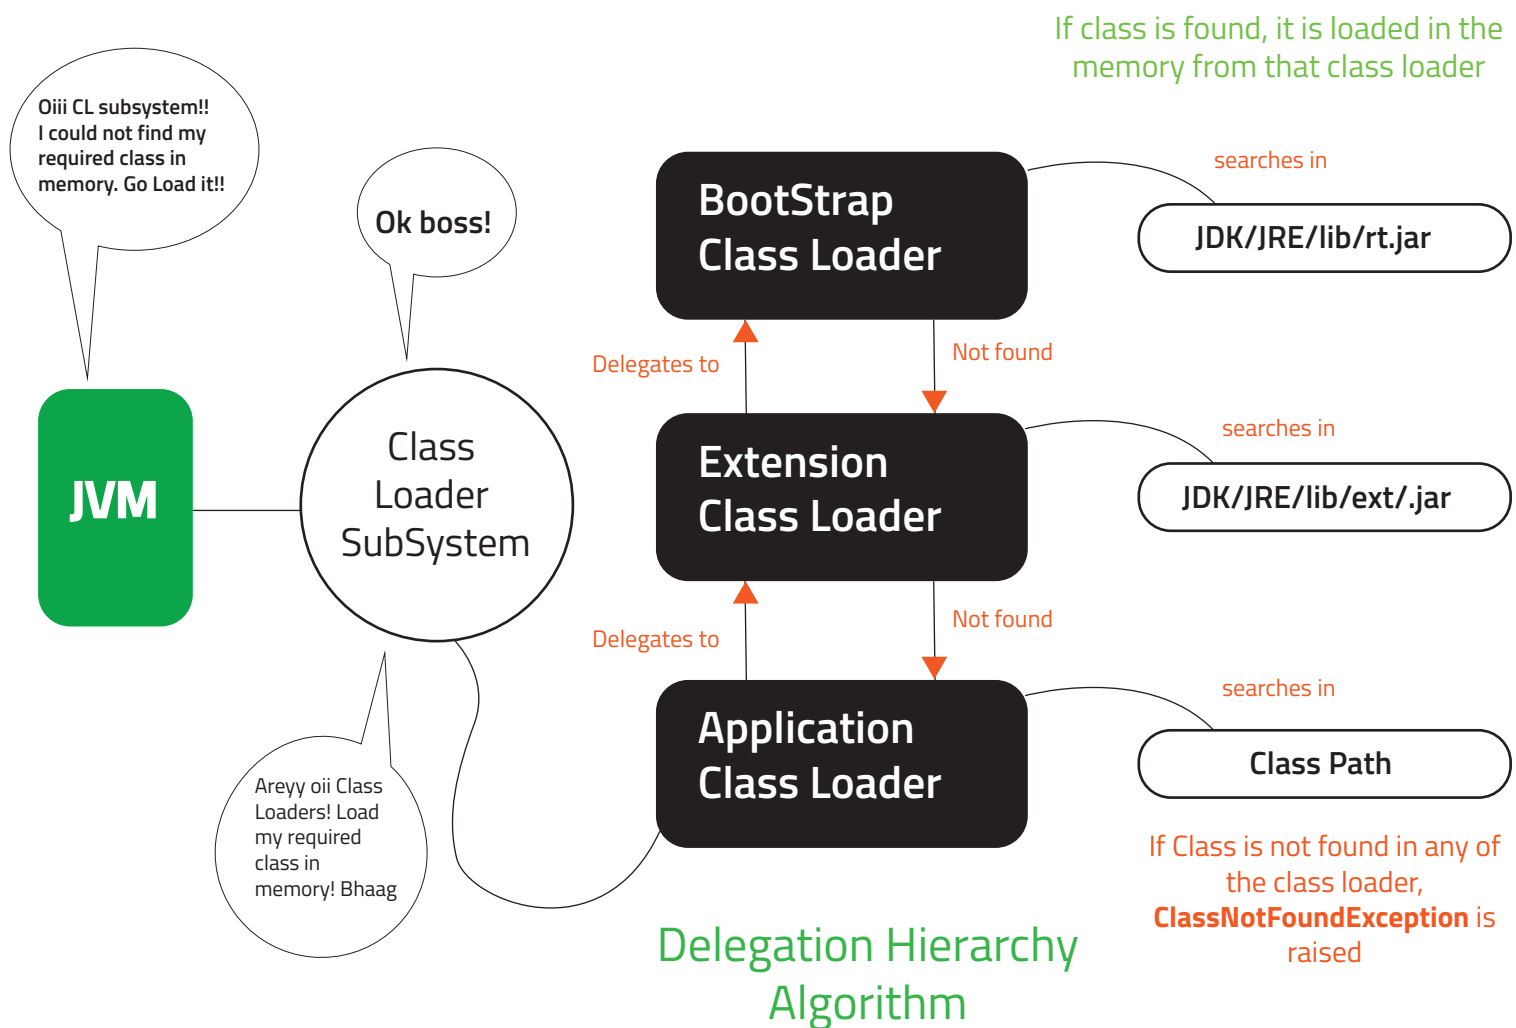 If class is found, it is loaded in the
memory from that class loader
Oiii CL subsystem!!
I could not find my
required class in
memory. Go Load it!!
Ok boss!
BootStrap
Class Loader
searches in
JDK/JRE/lib/rt.jar
Delegates to
Not found
JVM
Class
Loader
SubSystem
Extension
Class Loader
searches in
JDK/JRE/lib/ext/.jar
Delegates to
Not found
Application
Class Loader
searches in
Class Path
Areyy oii Class
Loaders! Load
my required
class in
memory! Bhaag
If Class is not found in any of
the class loader,
ClassNotFoundException is
raised
Delegation Hierarchy
Algorithm